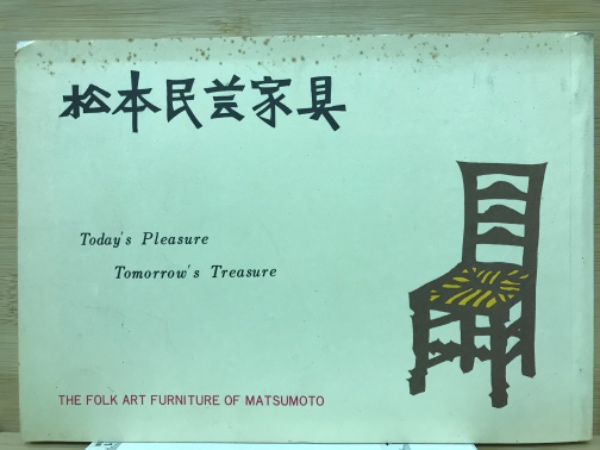 松本民芸家具
Today's Pleasure
Tomorrow's Treasure
THE FOLK ART FURNITURE OF MATSUMOTO